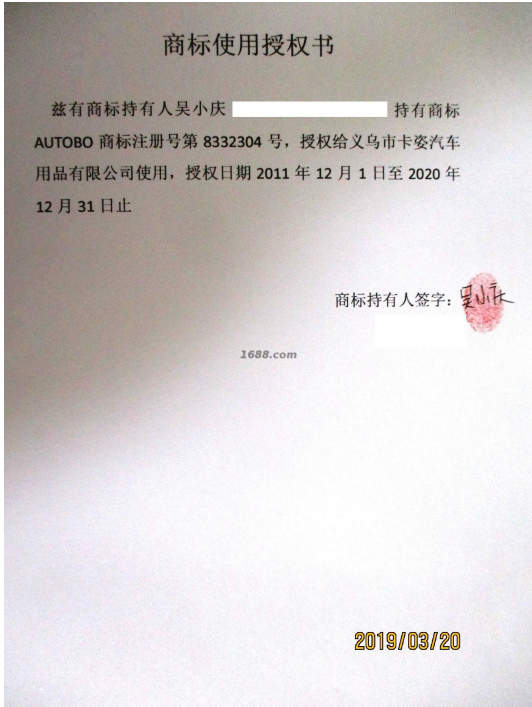 商标使用授权书
兹有商标持有人吴小庆 持有商标
AUTOBO 商标注册号第 8332304 号，授权给义乌市卡姿汽车
用品有限公司使用，授权日期 2011 年 12 月 1 日至 2020 年
12 月 31 日止
商标持有人签字：吴小庆
1688.com
2019/03/20